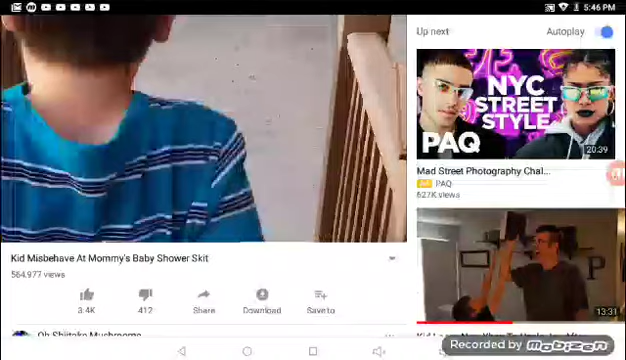 5:46 PM
Up next
Autoplay
NYC
STREET
STYLE
PAQ
20:39
Mad Street Photography Chal...
Ad PAQ
627K views
Kid Misbehave At Mommy's Baby Shower Skit
564,977 views
3.4K
412
Share
Download
Save to
P
13:31
Oh Shiitake Mushrooms
Recorded by Mobizen